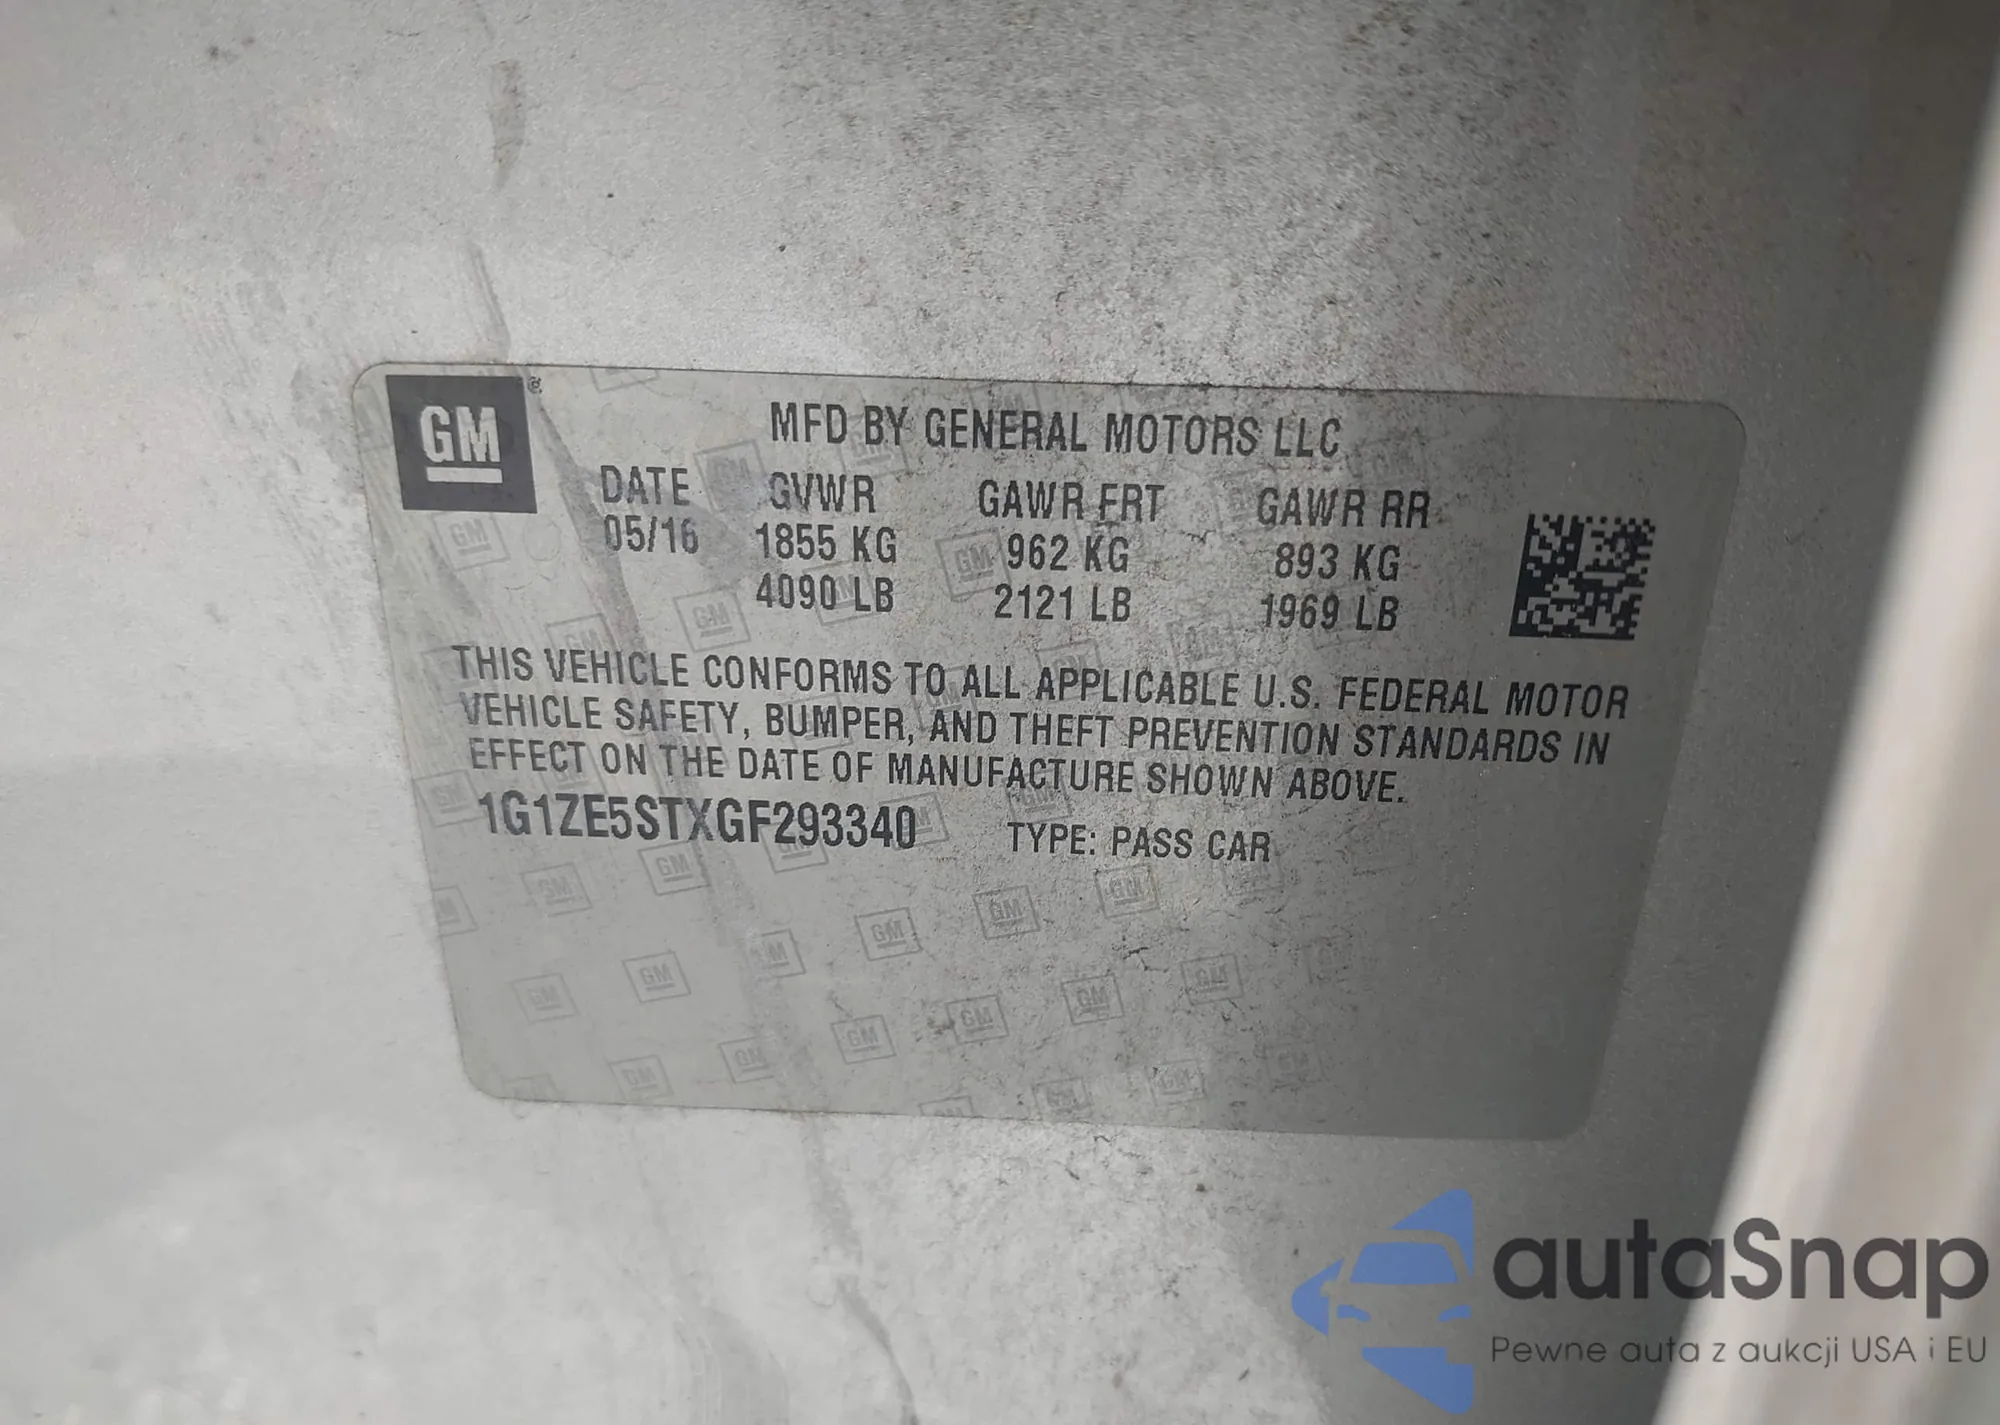 GM
MFD BY GENERAL MOTORS LLC
DATE GVWR GAWR FRT GAWR RR
05/16 1855 KG 962 KG 893 KG
4090 LB 2121 LB 1969 LB
THIS VEHICLE CONFORMS TO ALL APPLICABLE U.S. FEDERAL MOTOR
VEHICLE SAFETY, BUMPER, AND THEFT PREVENTION STANDARDS IN
EFFECT ON THE DATE OF MANUFACTURE SHOWN ABOVE.
1G1ZE5STXGF293340 TYPE: PASS CAR
autaSnap
Pewne auta z aukcji USA i EU